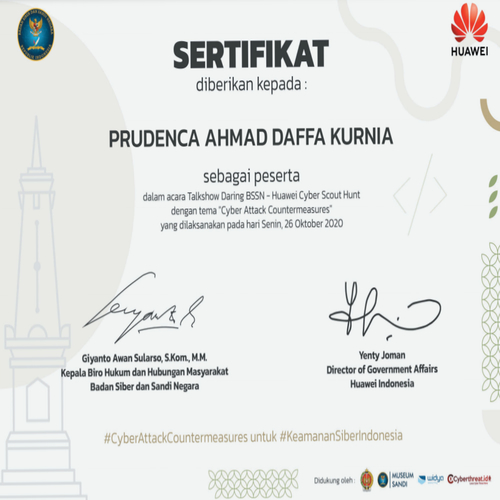 HUAWEI
SERTIFIKAT
diberikan kepada :
PRUDENCA AHMAD DAFFA KURNIA
sebagai peserta
dalam acara Talkshow Daring BSSN - Huawei Cyber Scout Hunt
dengan tema "Cyber Attack Countermeasures"
yang dilaksanakan pada hari Senin, 26 Oktober 2020
</>
Giyanto Awan Sularso, S.Kom., M.M.
Kepala Biro Hukum dan Hubungan Masyarakat
Badan Siber dan Sandi Negara
Yenty Joman
Director of Government Affairs
Huawei Indonesia
#CyberAttackCountermeasures untuk #KeamananSiberIndonesia
Didukung oleh :
MUSEUM
SANDI
widya
Cyberthreat.id